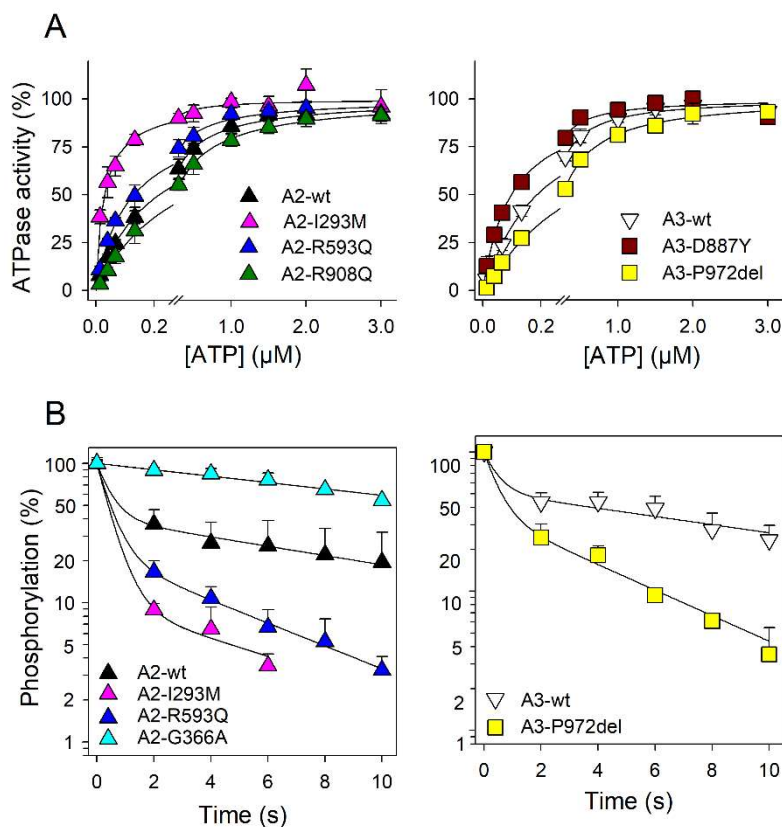 A
ATPase activity (%)
100
75
50
25
0
A2-wt
A2-I293M
A2-R593Q
A2-R908Q
0.0 0.2 1.0 2.0 3.0
[ATP] (µM)
100
75
50
25
0
A3-wt
A3-D887Y
A3-P972del
0.0 0.2 1.0 2.0 3.0
[ATP] (µM)
B
Phosphorylation (%)
100
50
20
10
5
2
1
A2-wt
A2-I293M
A2-R593Q
A2-G366A
0 2 4 6 8 10
Time (s)
100
50
20
10
5
2
1
A3-wt
A3-P972del
0 2 4 6 8 10
Time (s)